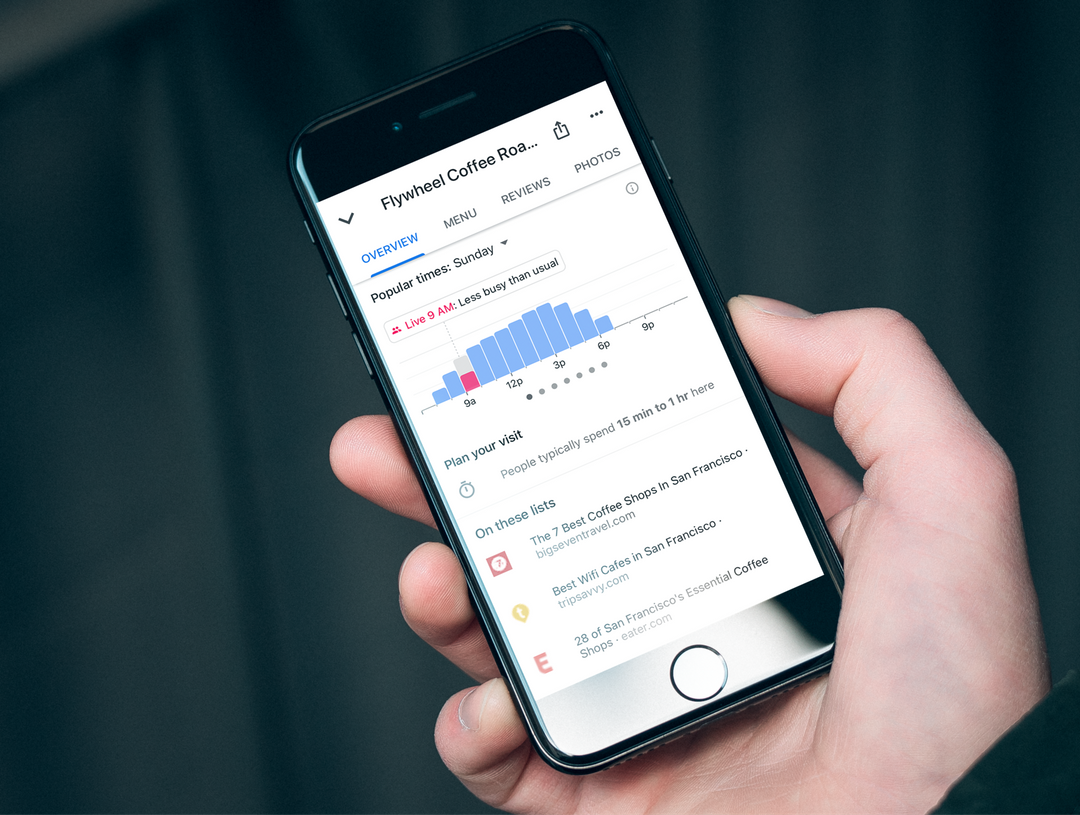 Flywheel Coffee Roa...
OVERVIEW MENU REVIEWS PHOTOS
Popular times: Sunday
Live 9 AM: Less busy than usual
9a 12p 3p 6p 9p
Plan your visit
People typically spend 15 min to 1 hr here
On these lists
7
The 7 Best Coffee Shops In San Francisco ·
bigseventravel.com
t
Best Wifi Cafes in San Francisco ·
tripsavvy.com
E
28 of San Francisco's Essential Coffee
Shops · eater.com